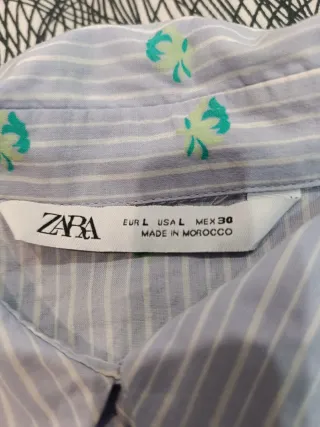 ZARA
EUR L USA L MEX 30
MADE IN MOROCCO